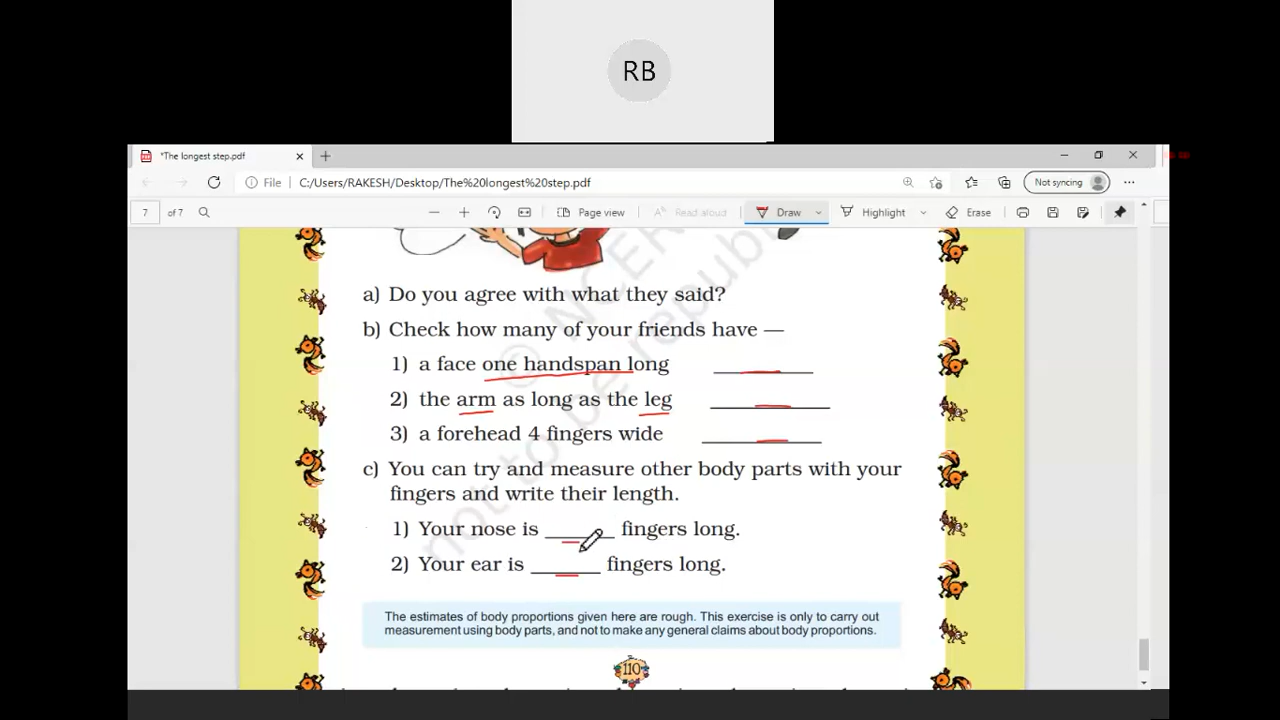 RB
*The longest step.pdf
File
C:/Users/RAKESH/Desktop/The%20longest%20step.pdf
Not syncing
7 of 7
Page view
Read aloud
Draw
Highlight
Erase
© NCER
not to be republ
a) Do you agree with what they said?
b) Check how many of your friends have —
1) a face one handspan long
2) the arm as long as the leg
3) a forehead 4 fingers wide
c) You can try and measure other body parts with your
fingers and write their length.
1) Your nose is ______ fingers long.
2) Your ear is ______ fingers long.
The estimates of body proportions given here are rough. This exercise is only to carry out
measurement using body parts, and not to make any general claims about body proportions.
110